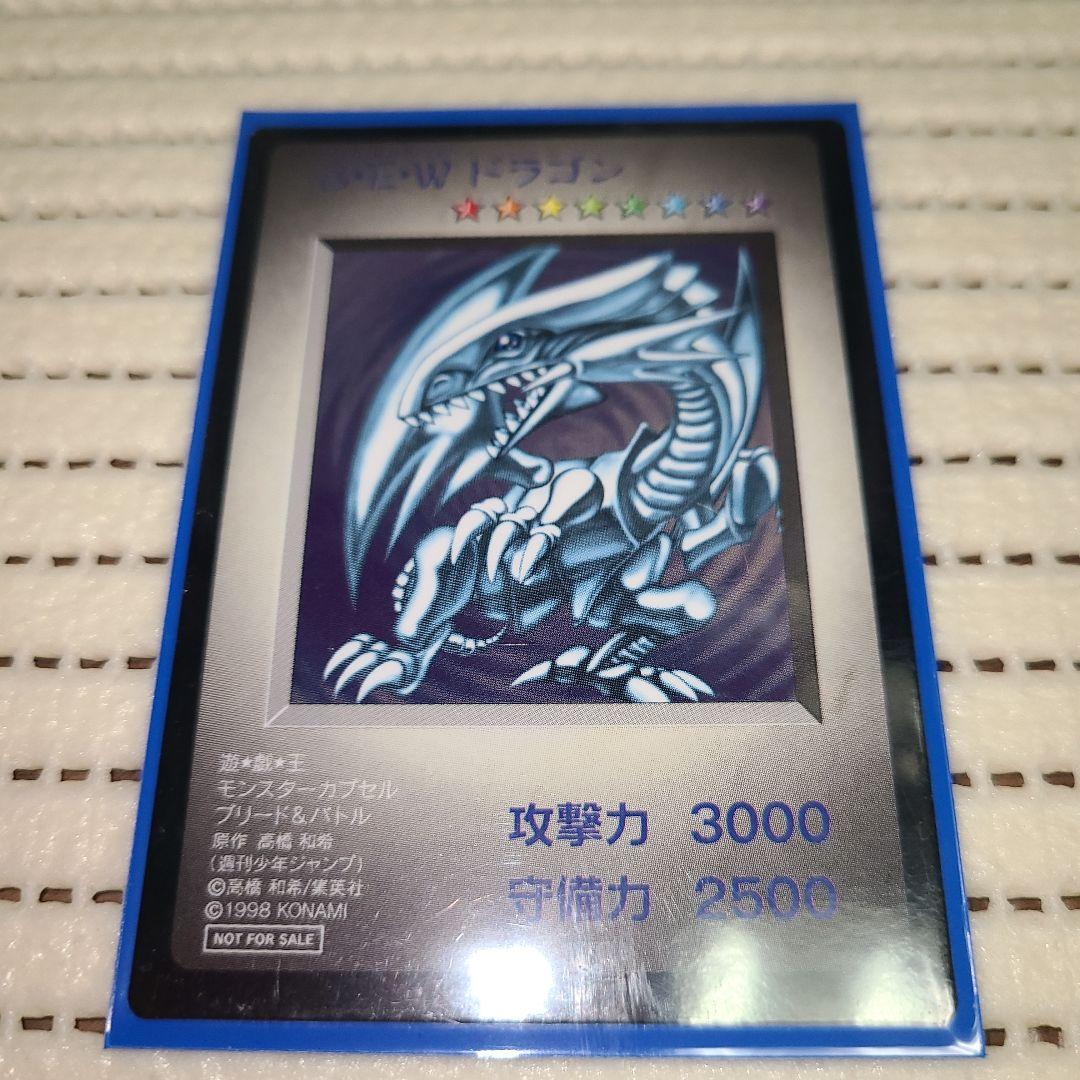 B・E・W ドラゴン
遊★戯★王
モンスター カプセル
ブリード&バトル
原作 高橋 和希
(週刊少年ジャンプ)
©高橋 和希/集英社
©1998 KONAMI
NOT FOR SALE
攻撃力 3000
守備力 2500